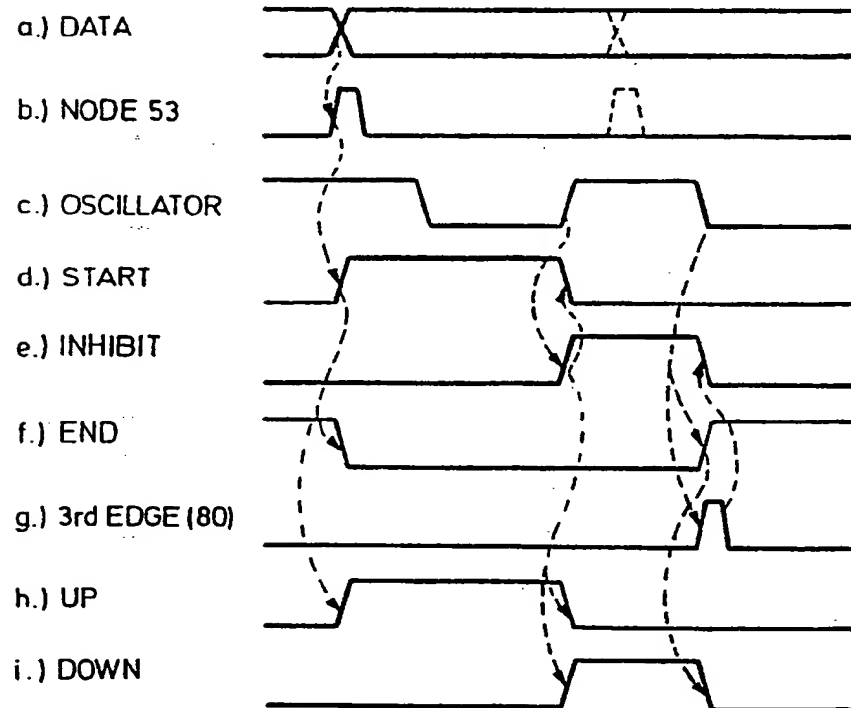 a.) DATA
b.) NODE 53
c.) OSCILLATOR
d.) START
e.) INHIBIT
f.) END
g.) 3rd EDGE (80)
h.) UP
i.) DOWN